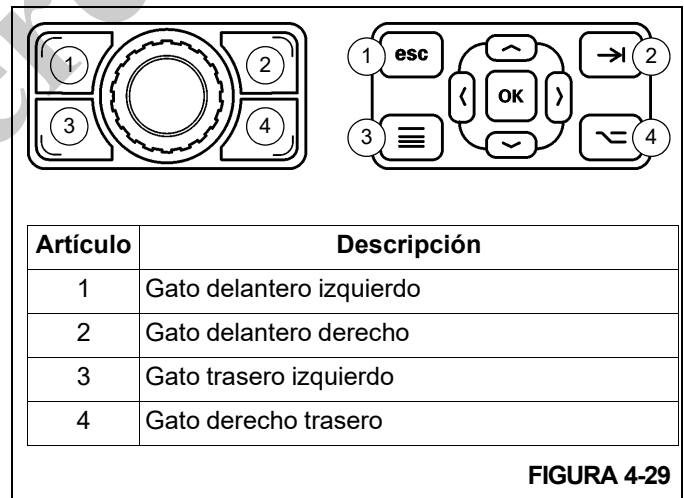 1
2
3
4
1
esc
2
OK
3
4
Artículo Descripción
1 Gato delantero izquierdo
2 Gato delantero derecho
3 Gato trasero izquierdo
4 Gato derecho trasero
FIGURA 4-29